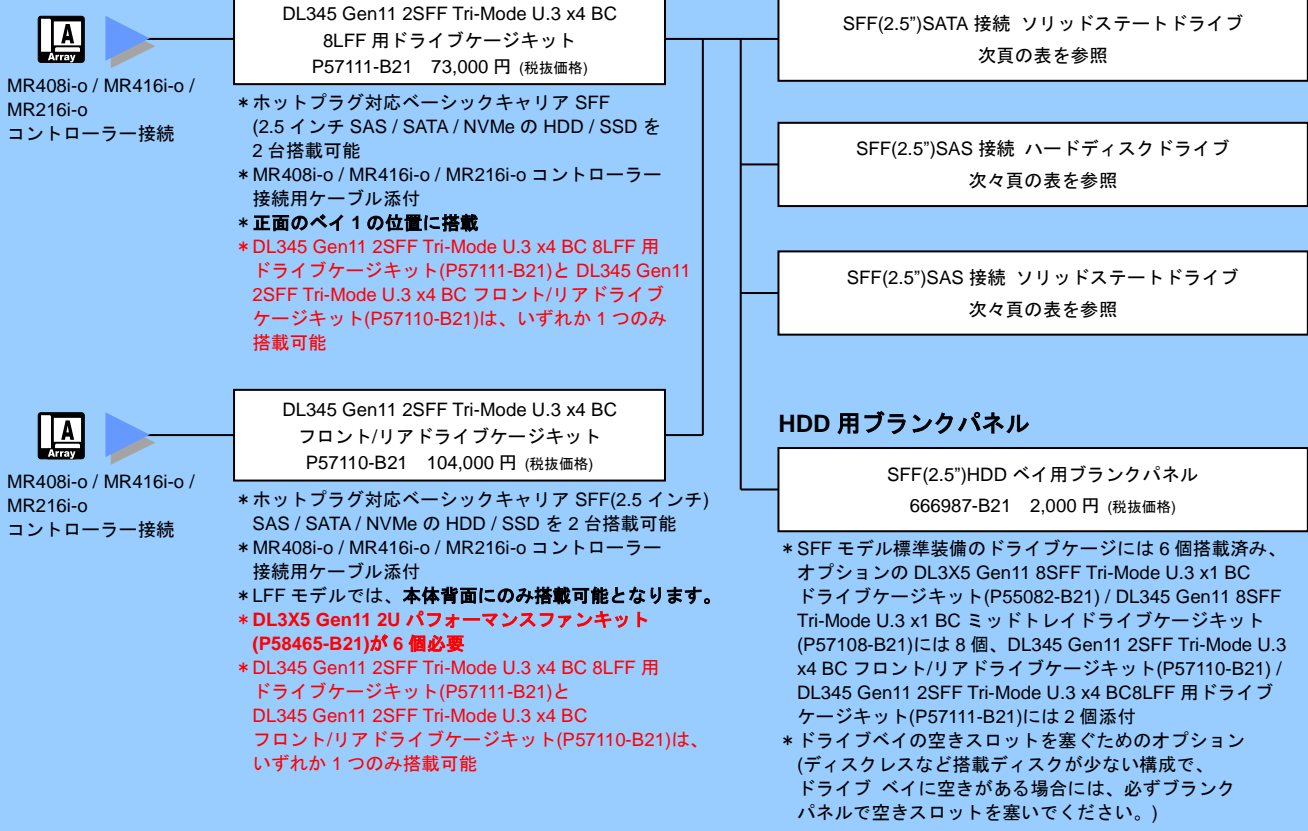 A
Array
MR408i-o / MR416i-o /
MR216i-o
コントローラー接続
DL345 Gen11 2SFF Tri-Mode U.3 x4 BC
8LFF 用ドライブケージキット
P57111-B21 73,000 円 (税抜価格)
*ホットプラグ対応ベーシックキャリア SFF
(2.5 インチ SAS / SATA / NVMe の HDD / SSD を
2 台搭載可能
*MR408i-o / MR416i-o / MR216i-o コントローラー
接続用ケーブル添付
*正面のベイ 1 の位置に搭載
*DL345 Gen11 2SFF Tri-Mode U.3 x4 BC 8LFF 用
ドライブケージキット(P57111-B21)と DL345 Gen11
2SFF Tri-Mode U.3 x4 BC フロント/リアドライブ
ケージキット(P57110-B21)は、いずれか 1 つのみ
搭載可能
A
Array
MR408i-o / MR416i-o /
MR216i-o
コントローラー接続
DL345 Gen11 2SFF Tri-Mode U.3 x4 BC
フロント/リアドライブケージキット
P57110-B21 104,000 円 (税抜価格)
*ホットプラグ対応ベーシックキャリア SFF(2.5 インチ)
SAS / SATA / NVMe の HDD / SSD を 2 台搭載可能
*MR408i-o / MR416i-o / MR216i-o コントローラー
接続用ケーブル添付
*LFF モデルでは、本体背面にのみ搭載可能となります。
*DL3X5 Gen11 2U パフォーマンスファンキット
(P58465-B21)が 6 個必要
*DL345 Gen11 2SFF Tri-Mode U.3 x4 BC 8LFF 用
ドライブケージキット(P57111-B21)と
DL345 Gen11 2SFF Tri-Mode U.3 x4 BC
フロント/リアドライブケージキット(P57110-B21)は、
いずれか 1 つのみ搭載可能
SFF(2.5”)SATA 接続 ソリッドステートドライブ
次頁の表を参照
SFF(2.5”)SAS 接続 ハードディスクドライブ
次々頁の表を参照
SFF(2.5”)SAS 接続 ソリッドステートドライブ
次々頁の表を参照
HDD 用ブランクパネル
SFF(2.5”)HDD ベイ用ブランクパネル
666987-B21 2,000 円 (税抜価格)
*SFF モデル標準装備のドライブケージには 6 個搭載済み、
オプションの DL3X5 Gen11 8SFF Tri-Mode U.3 x1 BC
ドライブケージキット(P55082-B21) / DL345 Gen11 8SFF
Tri-Mode U.3 x1 BC ミッドトレイドライブケージキット
(P57108-B21)には 8 個、DL345 Gen11 2SFF Tri-Mode U.3
x4 BC フロント/リアドライブケージキット(P57110-B21) /
DL345 Gen11 2SFF Tri-Mode U.3 x4 BC8LFF 用ドライブ
ケージキット(P57111-B21)には 2 個添付
*ドライブベイの空きスロットを塞ぐためのオプション
(ディスクレスなど搭載ディスクが少ない構成で、
ドライブ ベイに空きがある場合には、必ずブランク
パネルで空きスロットを塞いでください。)